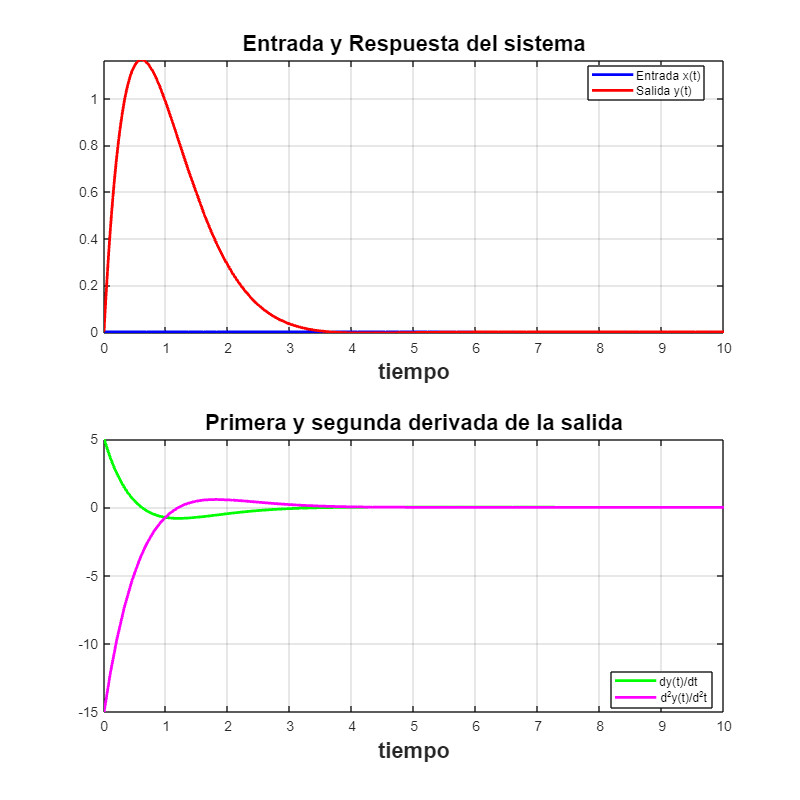 Entrada y Respuesta del sistema
Entrada x(t)
Salida y(t)
1
0.8
0.6
0.4
0.2
0
0 1 2 3 4 5 6 7 8 9 10
tiempo
Primera y segunda derivada de la salida
5
0
-5
-10
-15
dy(t)/dt
d²y(t)/d²t
0 1 2 3 4 5 6 7 8 9 10
tiempo